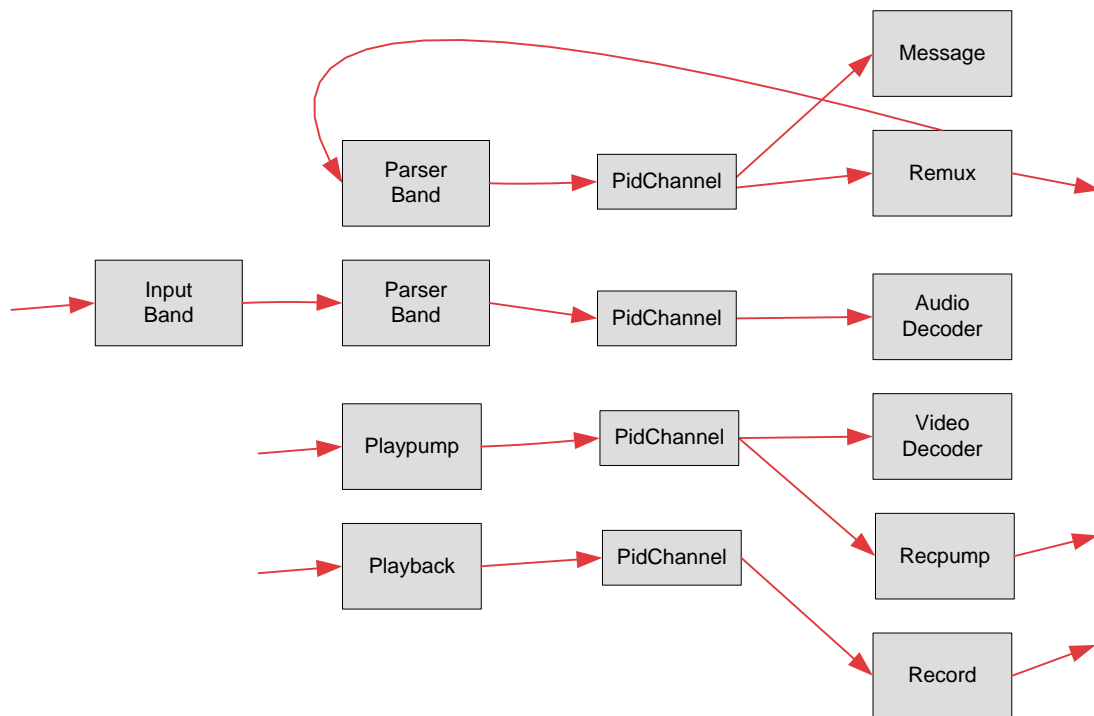 Message
Parser
Band
PidChannel
Remux
Input
Band
Parser
Band
PidChannel
Audio
Decoder
Playpump
PidChannel
Video
Decoder
Playback
PidChannel
Recpump
Record